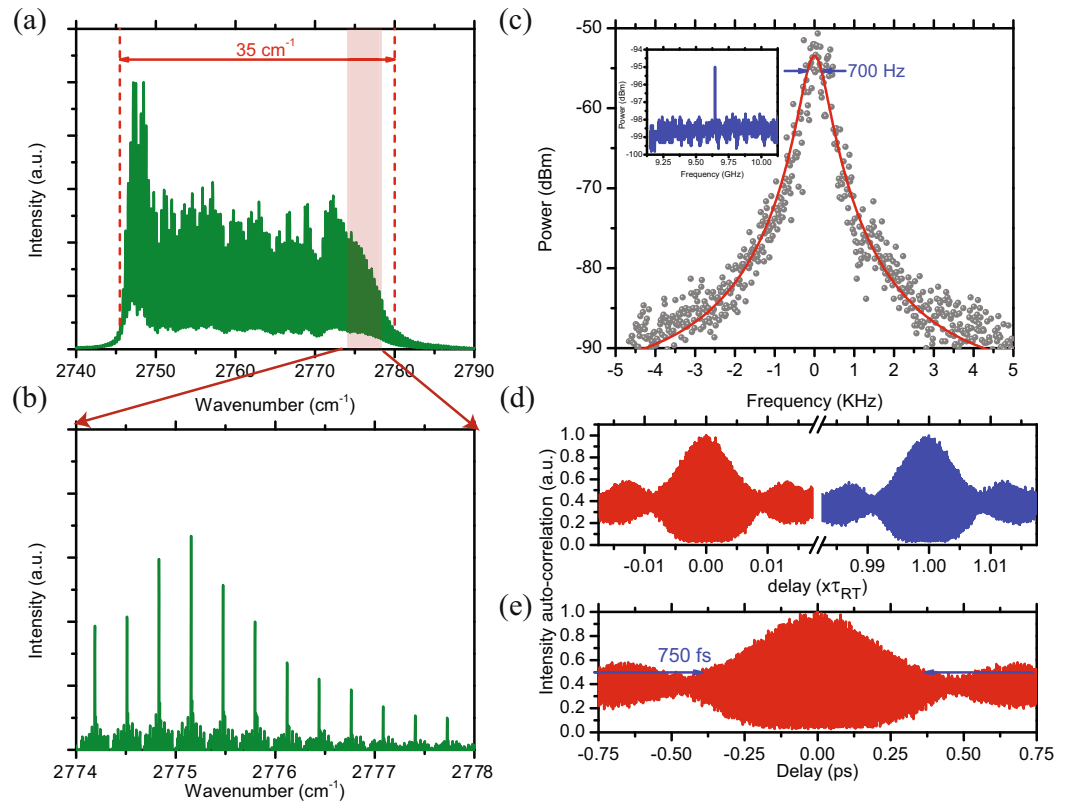 (a)
35 cm⁻¹
Intensity (a.u.)
2740 2750 2760 2770 2780 2790
Wavenumber (cm⁻¹)
(b)
Intensity (a.u.)
2774 2775 2776 2777 2778
Wavenumber (cm⁻¹)
(c)
-50
-60
-70
-80
-90
Power (dBm)
700 Hz
-94
-95
-96
-97
-98
-99
-100
Power (dBm)
9.25 9.50 9.75 10.00
Frequency (GHz)
-5 -4 -3 -2 -1 0 1 2 3 4 5
Frequency (KHz)
(d)
1.0
0.8
0.6
0.4
0.2
0.0
Intensity auto-correlation (a.u.)
-0.01 0.00 0.01 0.99 1.00 1.01
delay (xτRT)
(e)
1.0
0.8
0.6
0.4
0.2
0.0
750 fs
-0.75 -0.50 -0.25 0.00 0.25 0.50 0.75
Delay (ps)